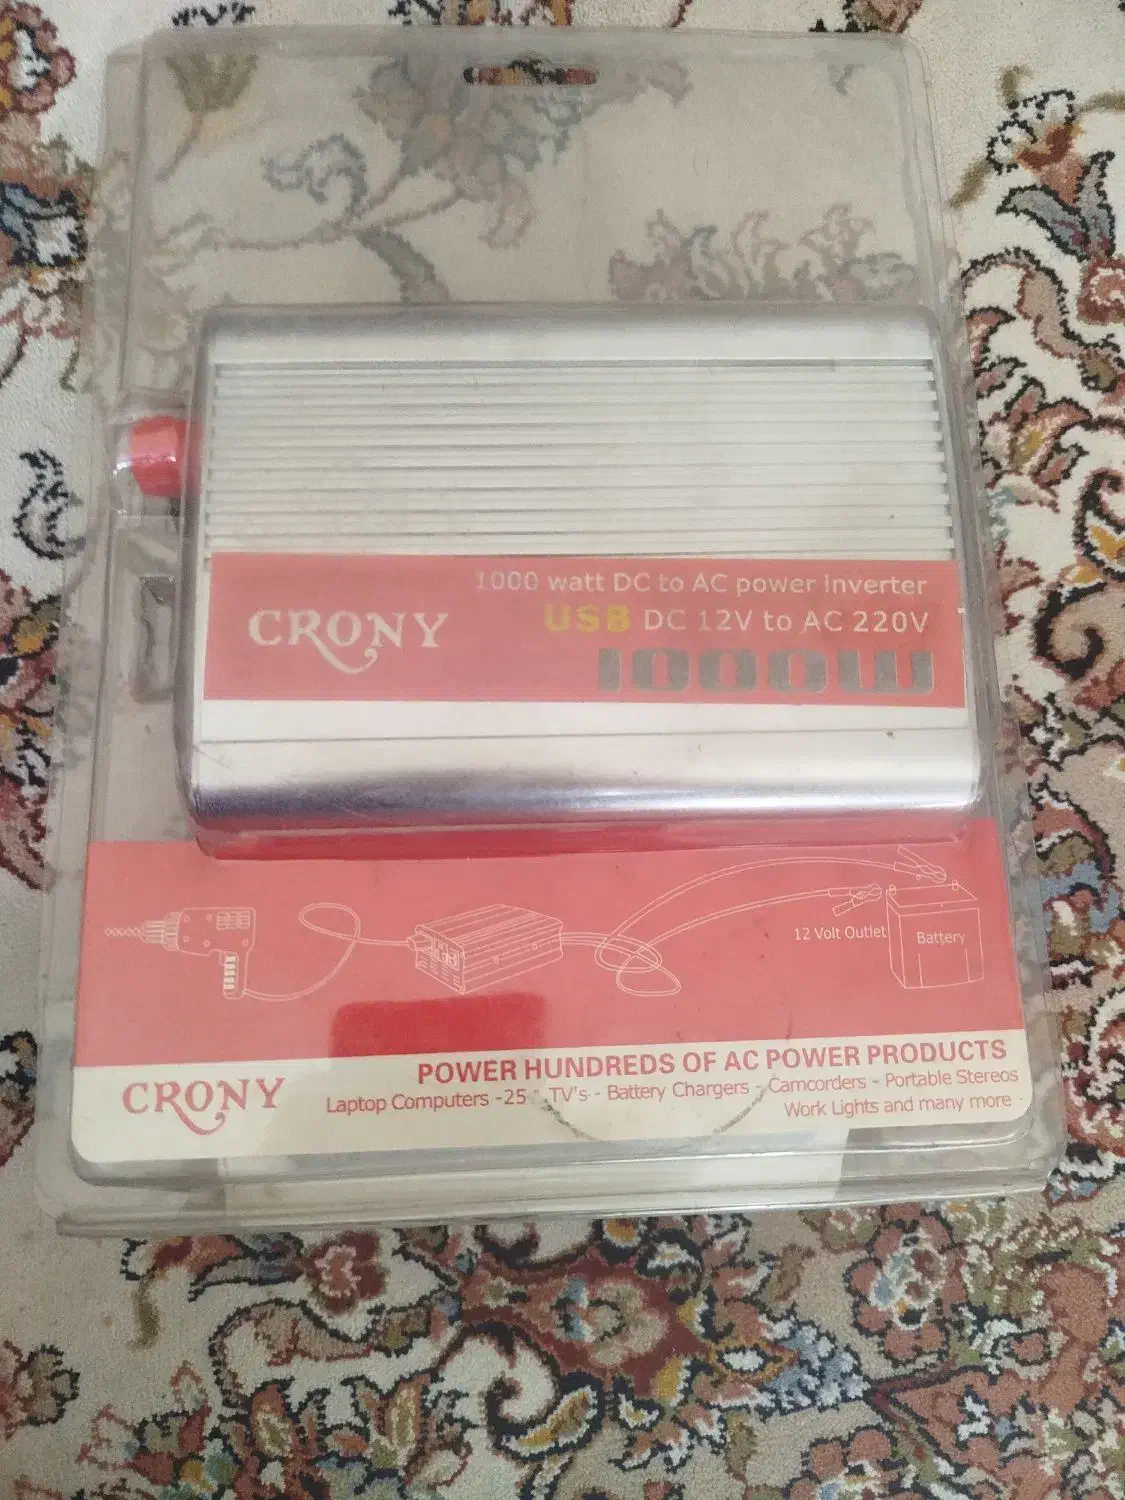 1000 watt DC to AC power inverter
CRONY
USB DC 12V to AC 220V
1000W
12 Volt Outlet
Battery
POWER HUNDREDS OF AC POWER PRODUCTS
CRONY
Laptop Computers -25 " TV's - Battery Chargers - Camcorders - Portable Stereos
Work Lights and many more